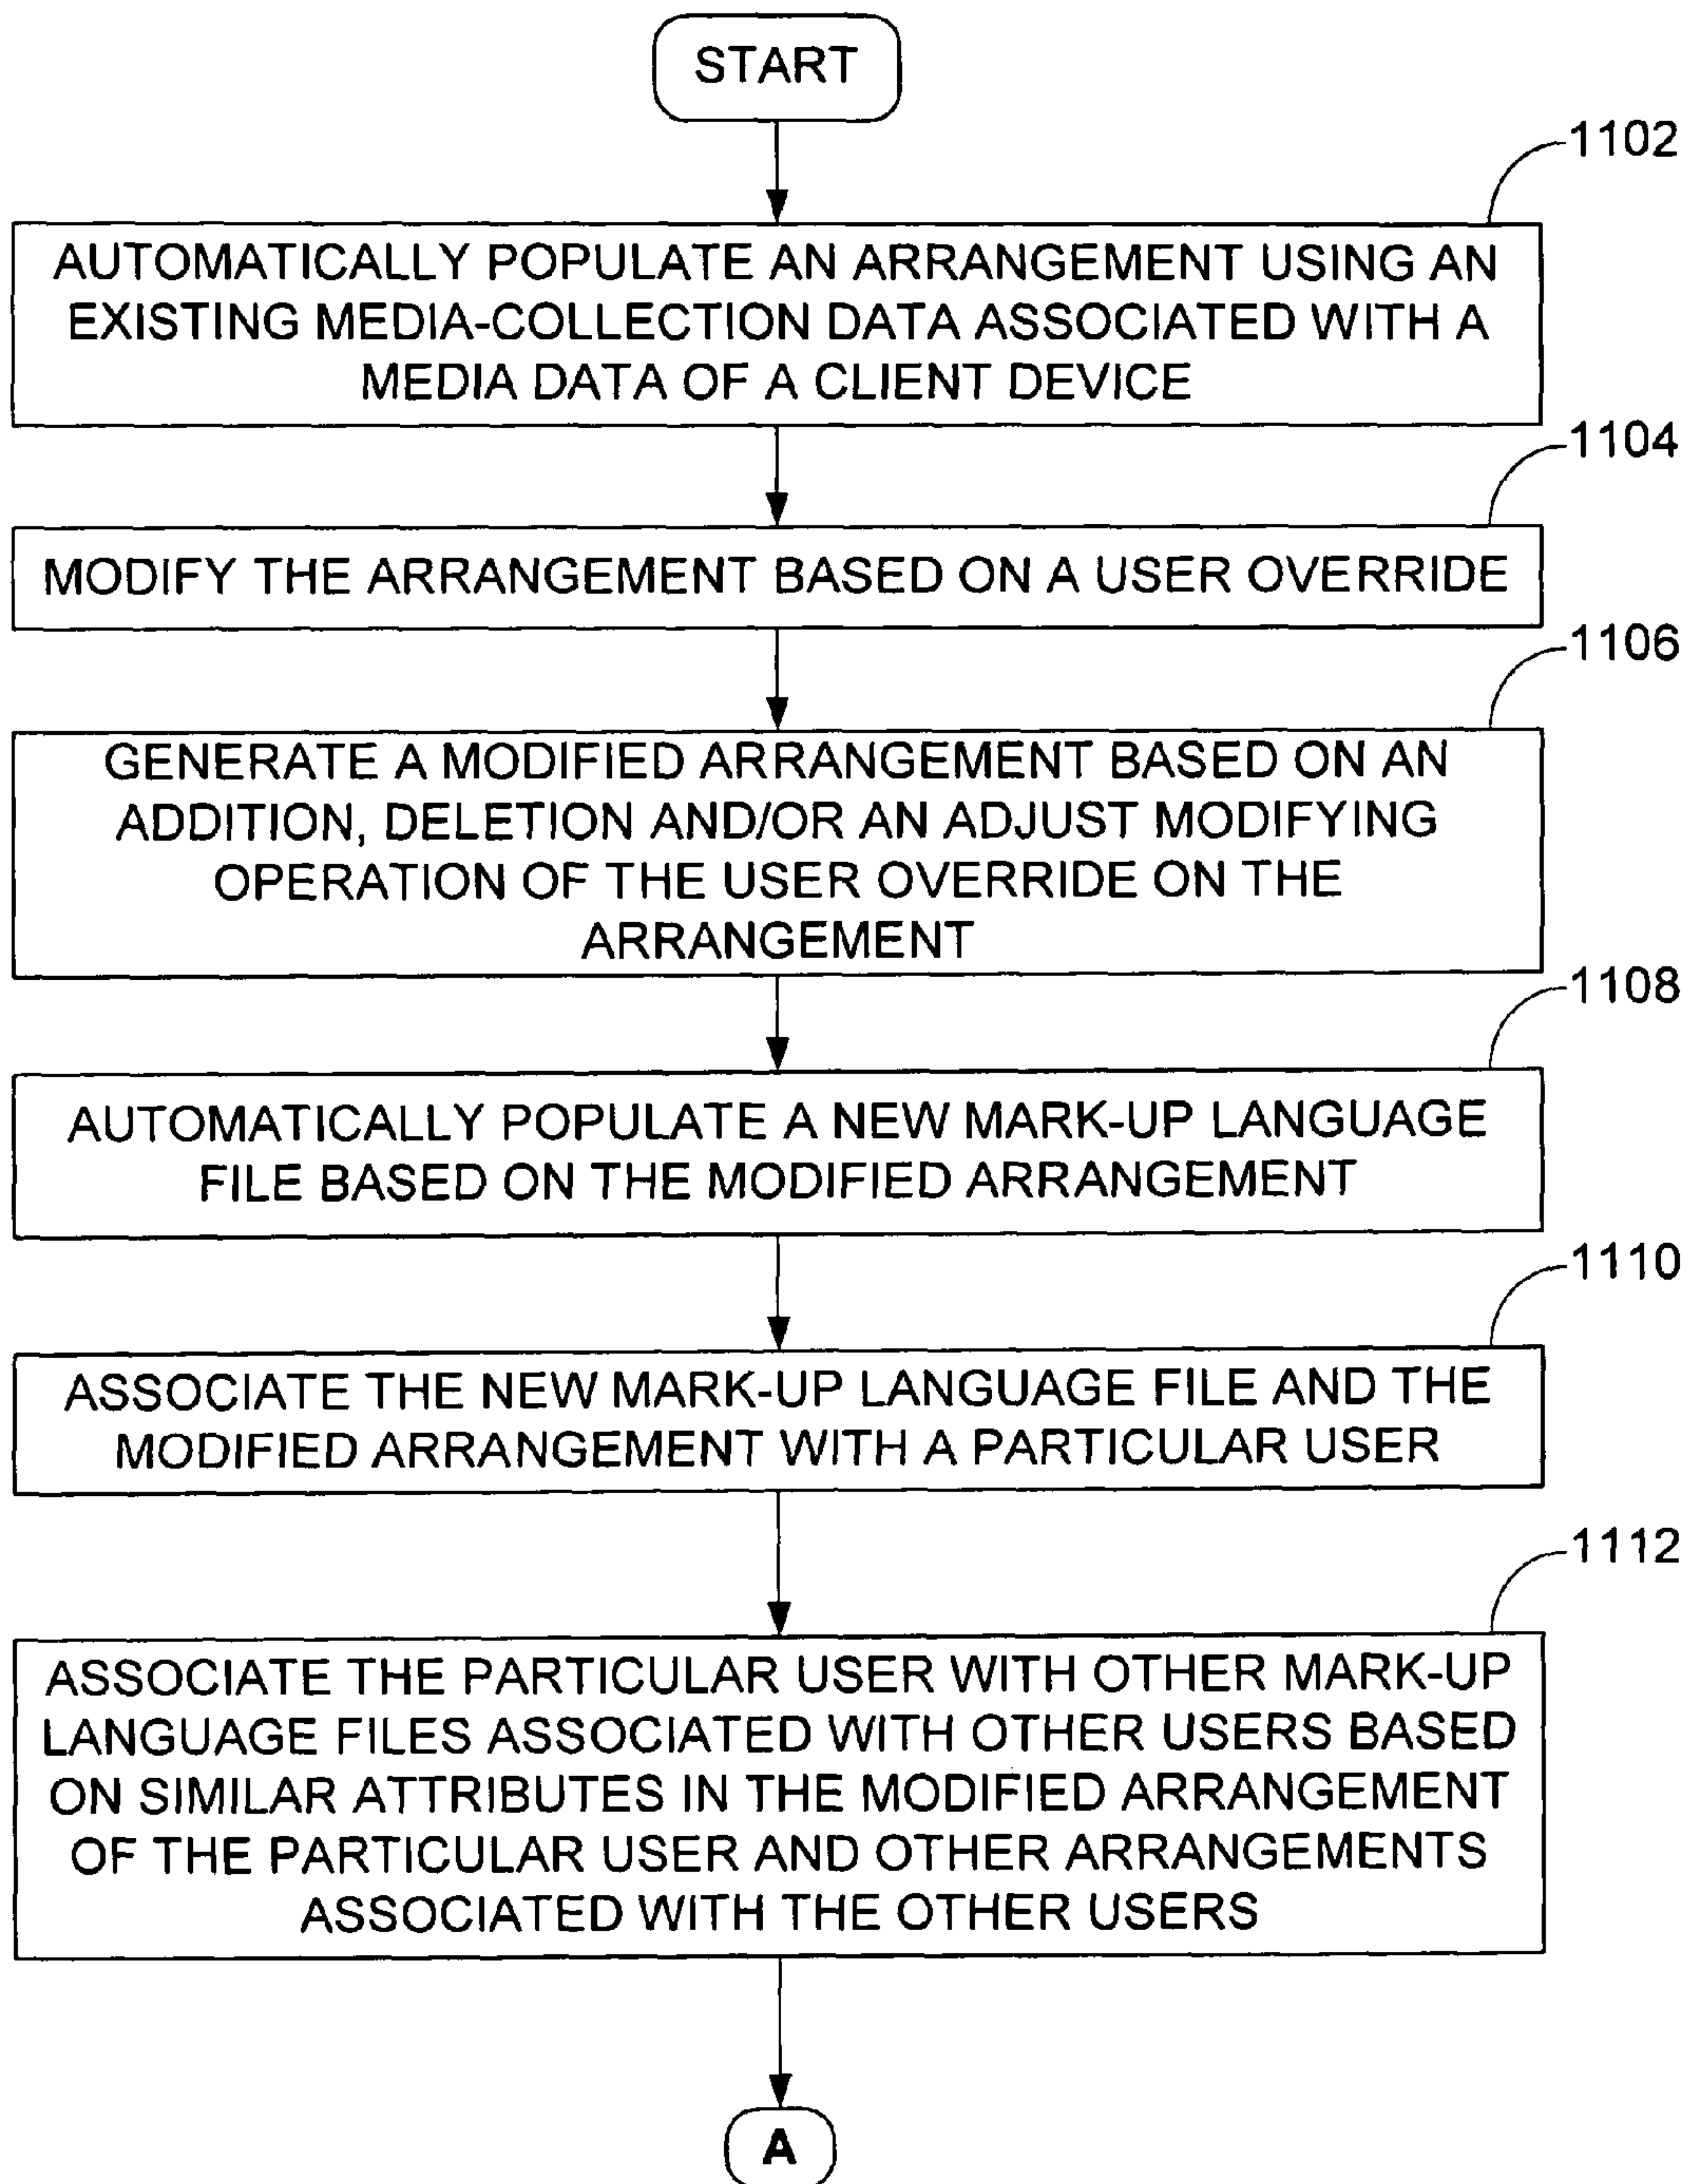 START
1102
AUTOMATICALLY POPULATE AN ARRANGEMENT USING AN
EXISTING MEDIA-COLLECTION DATA ASSOCIATED WITH A
MEDIA DATA OF A CLIENT DEVICE
1104
MODIFY THE ARRANGEMENT BASED ON A USER OVERRIDE
1106
GENERATE A MODIFIED ARRANGEMENT BASED ON AN
ADDITION, DELETION AND/OR AN ADJUST MODIFYING
OPERATION OF THE USER OVERRIDE ON THE
ARRANGEMENT
1108
AUTOMATICALLY POPULATE A NEW MARK-UP LANGUAGE
FILE BASED ON THE MODIFIED ARRANGEMENT
1110
ASSOCIATE THE NEW MARK-UP LANGUAGE FILE AND THE
MODIFIED ARRANGEMENT WITH A PARTICULAR USER
1112
ASSOCIATE THE PARTICULAR USER WITH OTHER MARK-UP
LANGUAGE FILES ASSOCIATED WITH OTHER USERS BASED
ON SIMILAR ATTRIBUTES IN THE MODIFIED ARRANGEMENT
OF THE PARTICULAR USER AND OTHER ARRANGEMENTS
ASSOCIATED WITH THE OTHER USERS
A